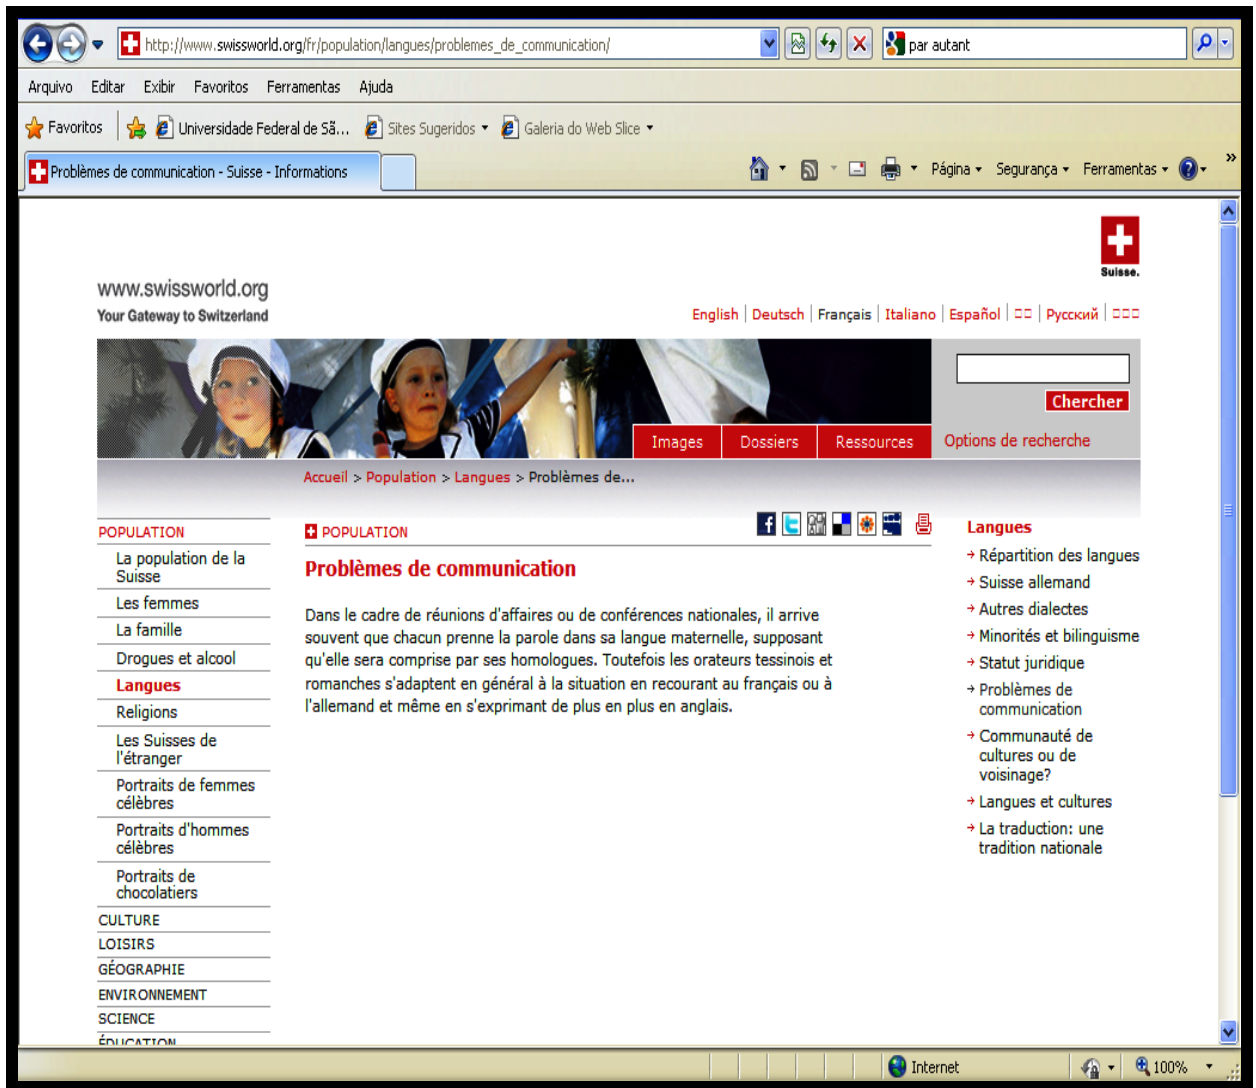 http://www.swissworld.org/fr/population/langues/problemes_de_communication/
par autant
Arquivo Editar Exibir Favoritos Ferramentas Ajuda
Favoritos Universidade Federal de Sã... Sites Sugeridos Galeria do Web Slice
Problèmes de communication - Suisse - Informations
Página Segurança Ferramentas
Suisse.
www.swissworld.org
Your Gateway to Switzerland
English | Deutsch | Français | Italiano | Español | □□ | Русский | □□□
Chercher
Images Dossiers Ressources Options de recherche
Accueil > Population > Langues > Problèmes de...
POPULATION
La population de la
Suisse
Les femmes
La famille
Drogues et alcool
Langues
Religions
Les Suisses de
l'étranger
Portraits de femmes
célèbres
Portraits d'hommes
célèbres
Portraits de
chocolatiers
CULTURE
LOISIRS
GÉOGRAPHIE
ENVIRONNEMENT
SCIENCE
ÉDUCATION
POPULATION
Problèmes de communication
Dans le cadre de réunions d'affaires ou de conférences nationales, il arrive
souvent que chacun prenne la parole dans sa langue maternelle, supposant
qu'elle sera comprise par ses homologues. Toutefois les orateurs tessinois et
romanches s'adaptent en général à la situation en recourant au français ou à
l'allemand et même en s'exprimant de plus en plus en anglais.
Langues
Répartition des langues
Suisse allemand
Autres dialectes
Minorités et bilinguisme
Statut juridique
Problèmes de
communication
Communauté de
cultures ou de
voisinage?
Langues et cultures
La traduction: une
tradition nationale
Internet
100%